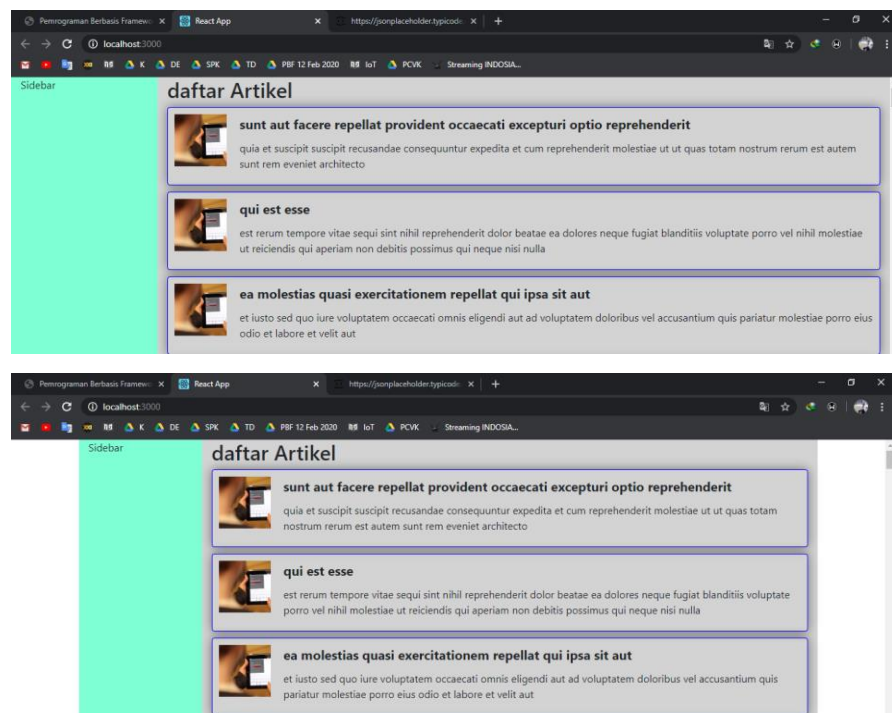 Pemrograman Berbasis Framewo
React App
https://jsonplaceholder.typicode
localhost:3000
K DE SPK TD PBF 12 Feb 2020 IoT PCVK Streaming INDOSIA...
Sidebar
daftar Artikel
sunt aut facere repellat provident occaecati excepturi optio reprehenderit
quia et suscipit suscipit recusandae consequuntur expedita et cum reprehenderit molestiae ut ut quas totam nostrum rerum est autem
sunt rem eveniet architecto
qui est esse
est rerum tempore vitae sequi sint nihil reprehenderit dolor beatae ea dolores neque fugiat blanditiis voluptate porro vel nihil molestiae
ut reiciendis qui aperiam non debitis possimus qui neque nisi nulla
ea molestias quasi exercitationem repellat qui ipsa sit aut
et iusto sed quo iure voluptatem occaecati omnis eligendi aut ad voluptatem doloribus vel accusantium quis pariatur molestiae porro eius
odio et labore et velit aut
Pemrograman Berbasis Framewo
React App
https://jsonplaceholder.typicode
localhost:3000
K DE SPK TD PBF 12 Feb 2020 IoT PCVK Streaming INDOSIA...
Sidebar
daftar Artikel
sunt aut facere repellat provident occaecati excepturi optio reprehenderit
quia et suscipit suscipit recusandae consequuntur expedita et cum reprehenderit molestiae ut ut quas totam
nostrum rerum est autem sunt rem eveniet architecto
qui est esse
est rerum tempore vitae sequi sint nihil reprehenderit dolor beatae ea dolores neque fugiat blanditiis voluptate
porro vel nihil molestiae ut reiciendis qui aperiam non debitis possimus qui neque nisi nulla
ea molestias quasi exercitationem repellat qui ipsa sit aut
et iusto sed quo iure voluptatem occaecati omnis eligendi aut ad voluptatem doloribus vel accusantium quis
pariatur molestiae porro eius odio et labore et velit aut